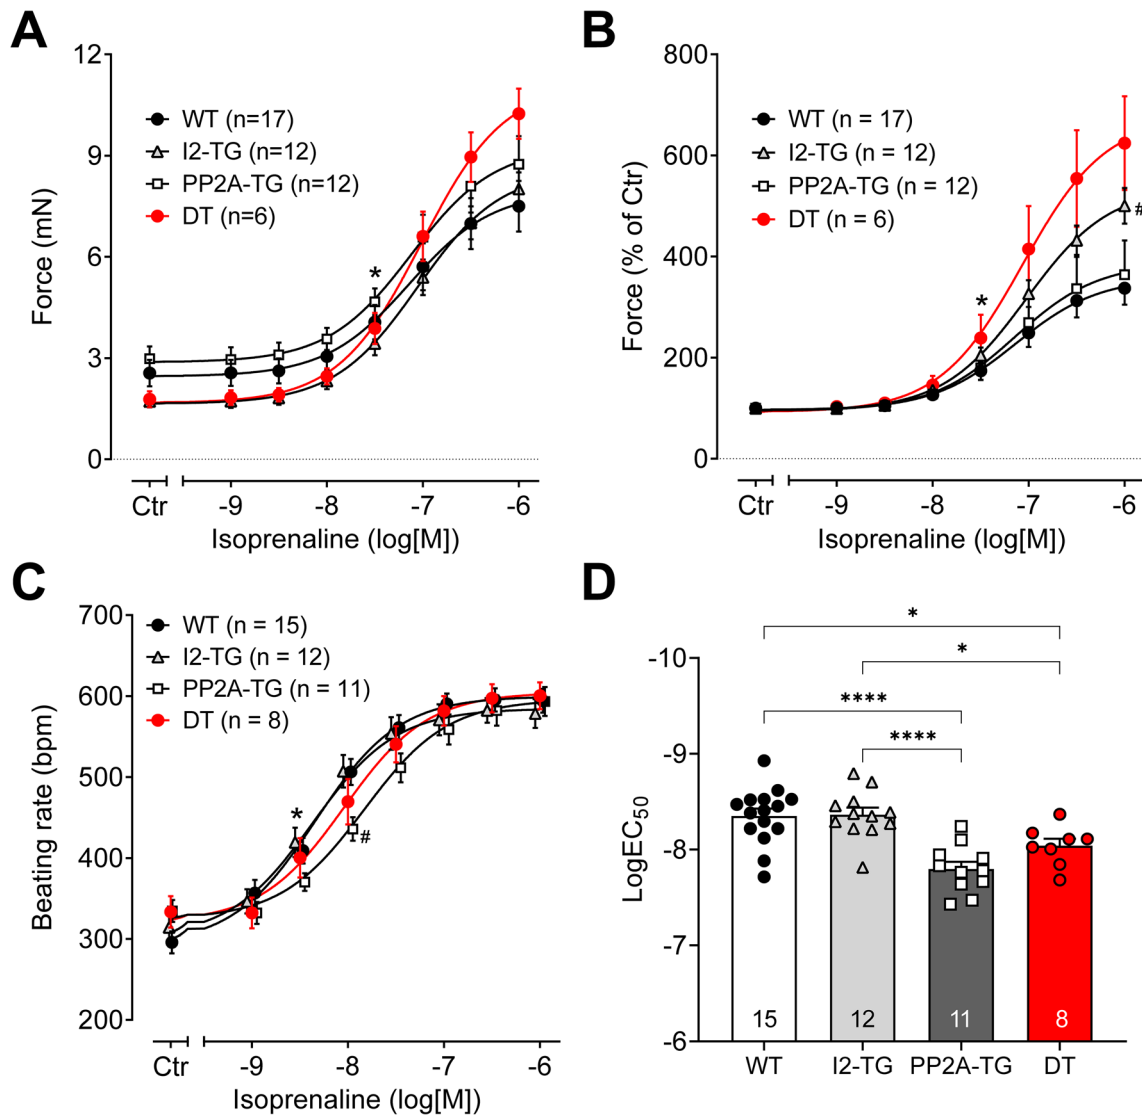 A
12
9
6
3
0
Force (mN)
WT (n=17)
I2-TG (n=12)
PP2A-TG (n=12)
DT (n=6)
*
Ctr
-9
-8
-7
-6
Isoprenaline (log[M])
B
800
600
400
200
0
Force (% of Ctr)
WT (n = 17)
I2-TG (n = 12)
PP2A-TG (n = 12)
DT (n = 6)
*
#
Ctr
-9
-8
-7
-6
Isoprenaline (log[M])
C
700
600
500
400
300
200
Beating rate (bpm)
WT (n = 15)
I2-TG (n = 12)
PP2A-TG (n = 11)
DT (n = 8)
*
#
Ctr
-9
-8
-7
-6
Isoprenaline (log[M])
D
-10
-9
-8
-7
-6
LogEC50
*
*
****
****
15
12
11
8
WT
I2-TG
PP2A-TG
DT